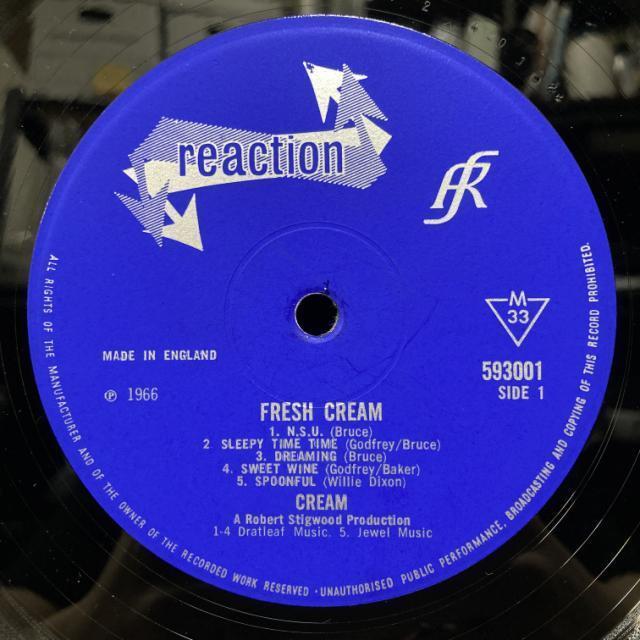 reaction
fsR
M
33
MADE IN ENGLAND
593001
℗ 1966
SIDE 1
FRESH CREAM
1. N.S.U. (Bruce)
2 SLEEPY TIME TIME (Godfrey/Bruce)
3. DREAMING (Bruce)
4. SWEET WINE (Godfrey/Baker)
5. SPOONFUL (Willie Dixon)
CREAM
A Robert Stigwood Production
1-4 Dratleaf Music. 5. Jewel Music
ALL RIGHTS OF THE MANUFACTURER AND OF THE OWNER OF THE RECORDED WORK RESERVED · UNAUTHORISED PUBLIC PERFORMANCE, BROADCASTING AND COPYING OF THIS RECORD PROHIBITED.